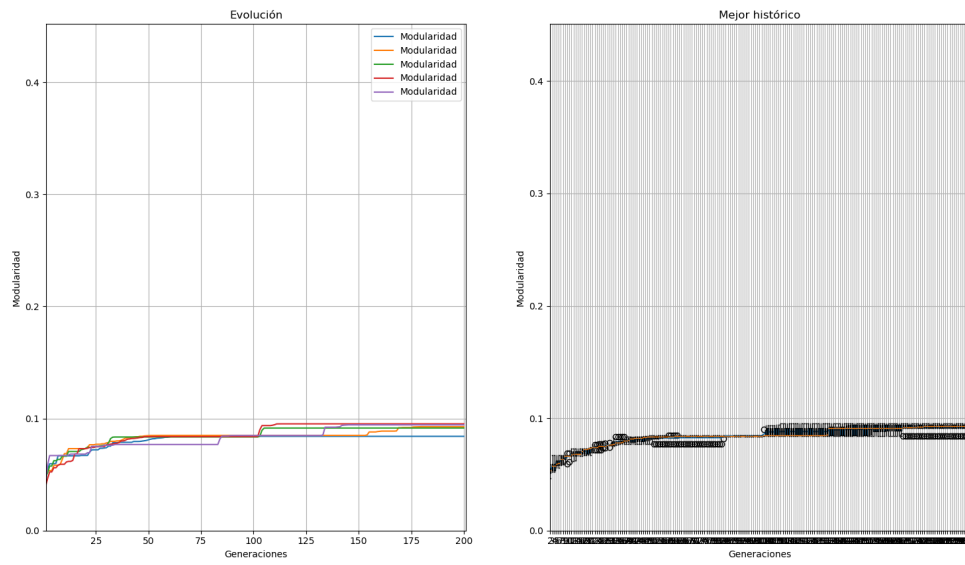 Evolución
Modularidad
Modularidad
Modularidad
Modularidad
Modularidad
0.4
0.3
0.2
0.1
0.0
Modularidad
25 50 75 100 125 150 175 200
Generaciones
Mejor histórico
0.4
0.3
0.2
0.1
0.0
Modularidad
Generaciones